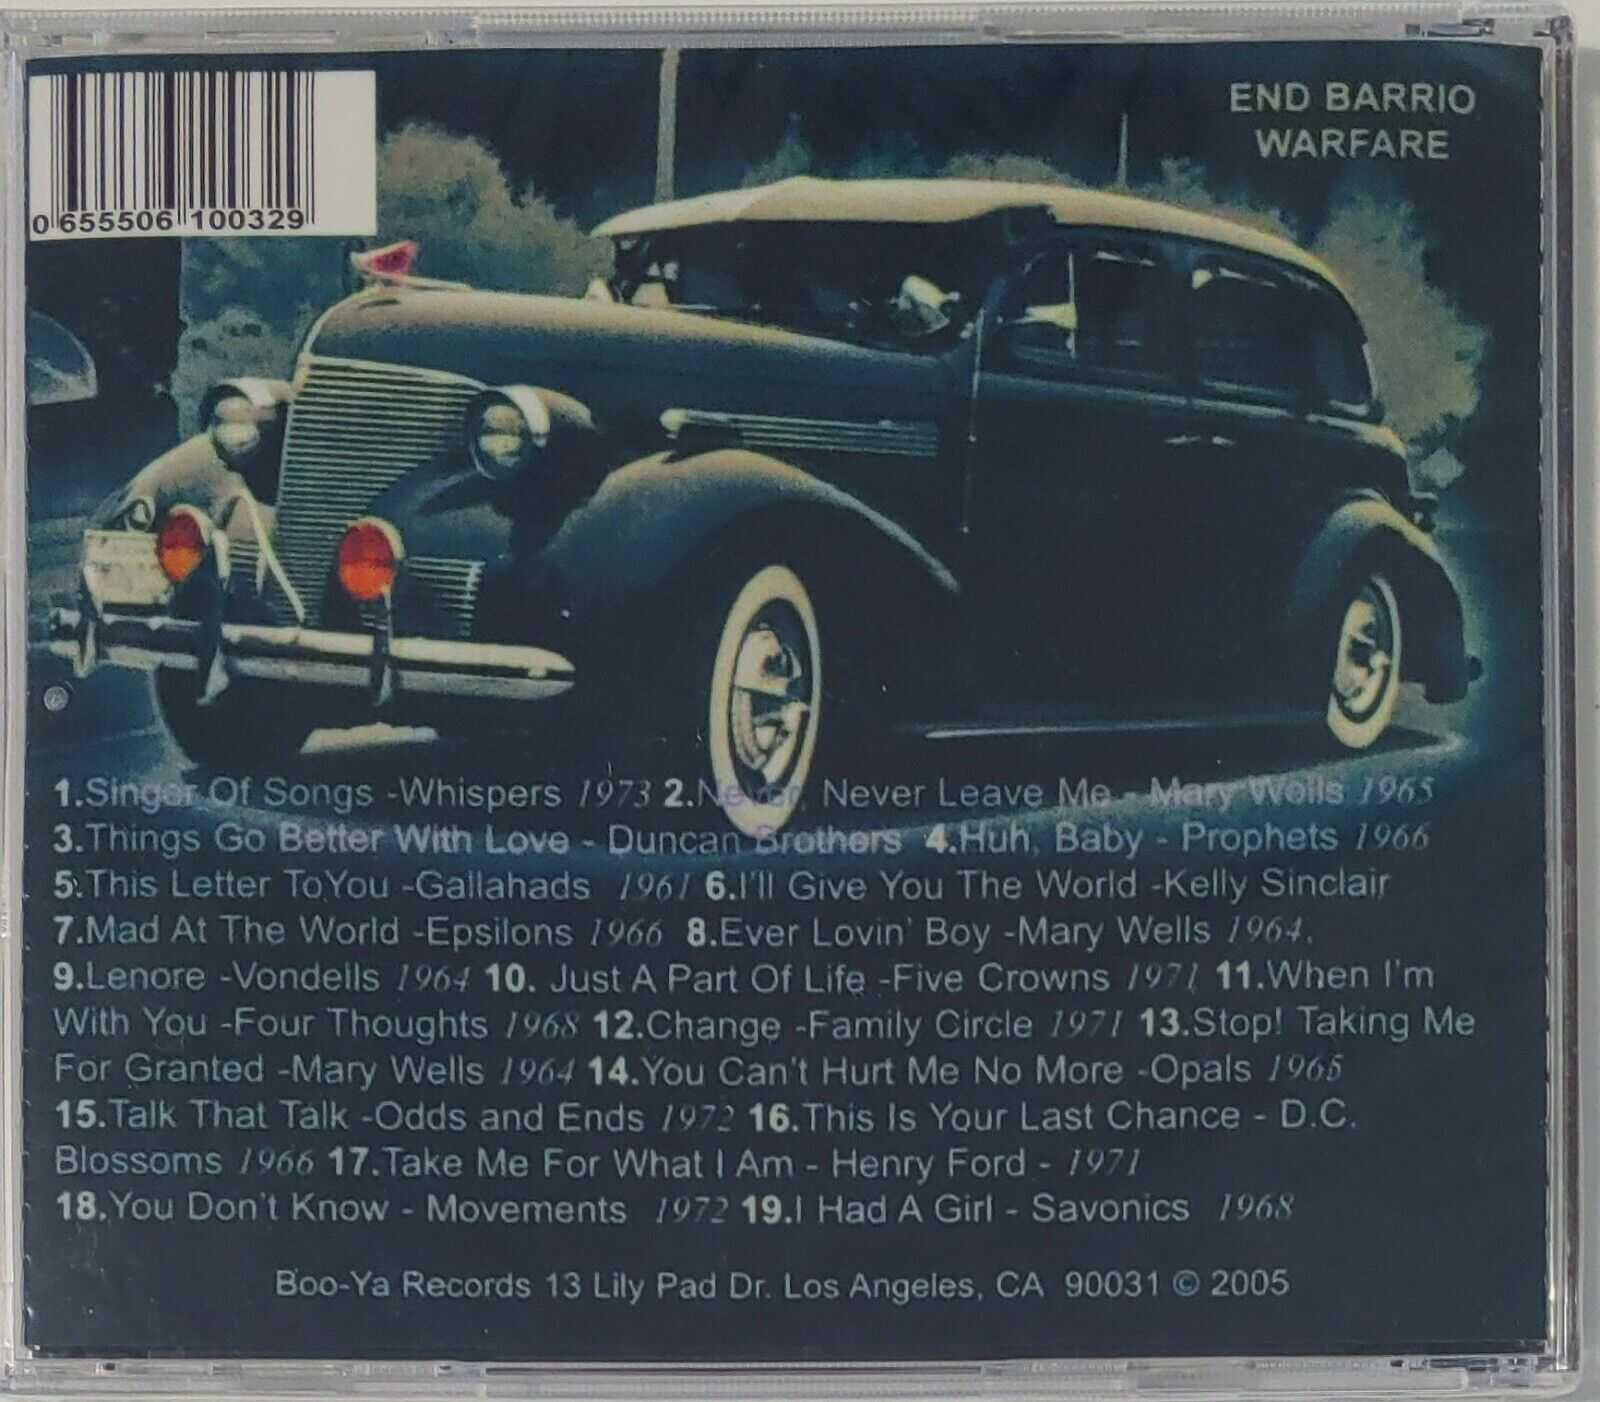 END BARRIO
WARFARE
0 655506 100329
1.Singer Of Songs -Whispers 1973 2.Never, Never Leave Me - Mary Wells 1965
3.Things Go Better With Love - Duncan Brothers 4.Huh, Baby - Prophets 1966
5.This Letter To You -Gallahads 1961 6.I'll Give You The World -Kelly Sinclair
7.Mad At The World -Epsilons 1966 8.Ever Lovin' Boy -Mary Wells 1964.
9.Lenore -Vondells 1964 10. Just A Part Of Life -Five Crowns 1971 11.When I'm
With You -Four Thoughts 1968 12.Change -Family Circle 1971 13.Stop! Taking Me
For Granted -Mary Wells 1964 14.You Can't Hurt Me No More -Opals 1965
15.Talk That Talk -Odds and Ends 1972 16.This Is Your Last Chance - D.C.
Blossoms 1966 17.Take Me For What I Am - Henry Ford - 1971
18.You Don't Know - Movements 1972 19.I Had A Girl - Savonics 1968
Boo-Ya Records 13 Lily Pad Dr. Los Angeles, CA 90031 © 2005